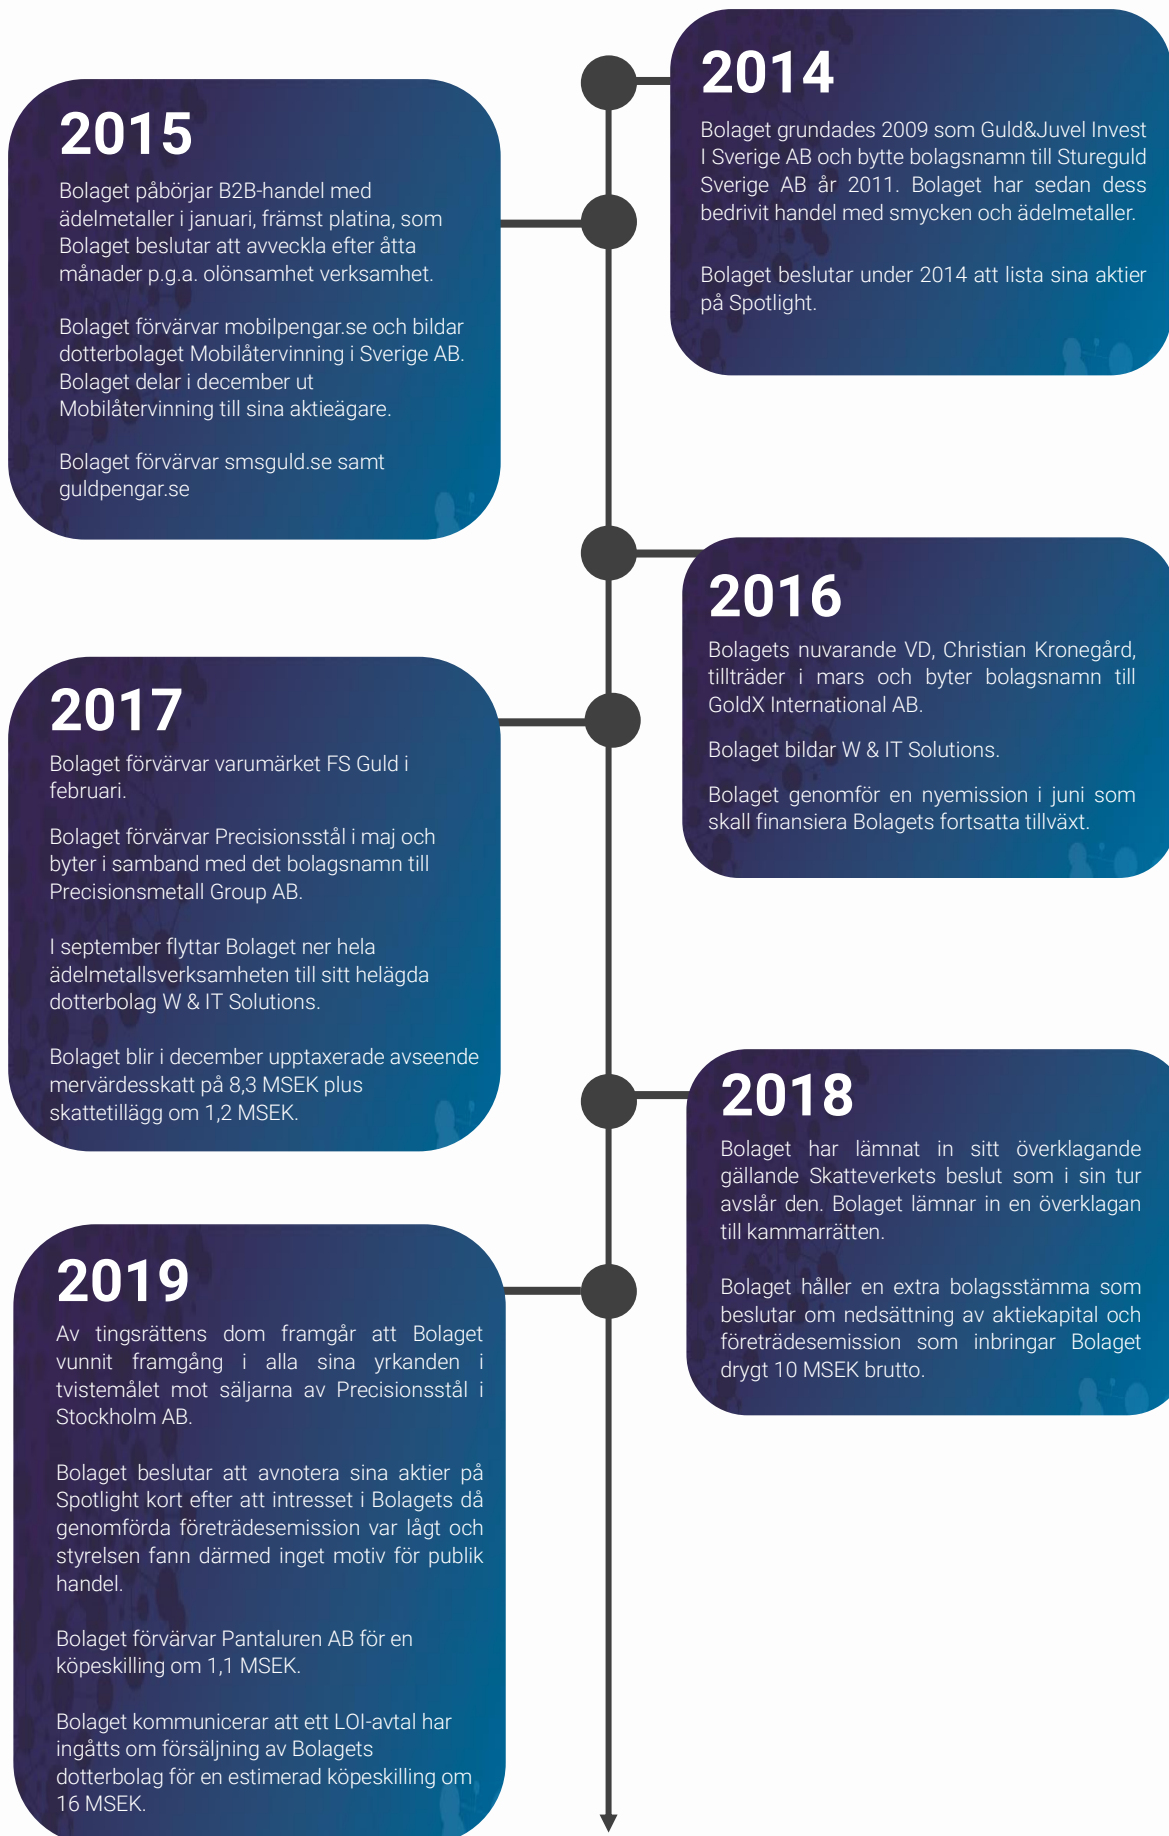 2014
Bolaget grundades 2009 som Guld&Juvel Invest
I Sverige AB och bytte bolagsnamn till Stureguld
Sverige AB år 2011. Bolaget har sedan dess
bedrivit handel med smycken och ädelmetaller.
Bolaget beslutar under 2014 att lista sina aktier
på Spotlight.
2015
Bolaget påbörjar B2B-handel med
ädelmetaller i januari, främst platina, som
Bolaget beslutar att avveckla efter åtta
månader p.g.a. olönsamhet verksamhet.
Bolaget förvärvar mobilpengar.se och bildar
dotterbolaget Mobilåtervinning i Sverige AB.
Bolaget delar i december ut
Mobilåtervinning till sina aktieägare.
Bolaget förvärvar smsguld.se samt
guldpengar.se
2016
Bolagets nuvarande VD, Christian Kronegård,
tillträder i mars och byter bolagsnamn till
GoldX International AB.
Bolaget bildar W & IT Solutions.
Bolaget genomför en nyemission i juni som
skall finansiera Bolagets fortsatta tillväxt.
2017
Bolaget förvärvar varumärket FS Guld i
februari.
Bolaget förvärvar Precisionsstål i maj och
byter i samband med det bolagsnamn till
Precisionsmetall Group AB.
I september flyttar Bolaget ner hela
ädelmetallsverksamheten till sitt helägda
dotterbolag W & IT Solutions.
Bolaget blir i december upptaxerade avseende
mervärdesskatt på 8,3 MSEK plus
skattetillägg om 1,2 MSEK.
2018
Bolaget har lämnat in sitt överklagande
gällande Skatteverkets beslut som i sin tur
avslår den. Bolaget lämnar in en överklagan
till kammarrätten.
Bolaget håller en extra bolagsstämma som
beslutar om nedsättning av aktiekapital och
företrädesemission som inbringar Bolaget
drygt 10 MSEK brutto.
2019
Av tingsrättens dom framgår att Bolaget
vunnit framgång i alla sina yrkanden i
tvistemålet mot säljarna av Precisionsstål i
Stockholm AB.
Bolaget beslutar att avnotera sina aktier på
Spotlight kort efter att intresset i Bolagets då
genomförda företrädesemission var lågt och
styrelsen fann därmed inget motiv för publik
handel.
Bolaget förvärvar Pantaluren AB för en
köpeskilling om 1,1 MSEK.
Bolaget kommunicerar att ett LOI-avtal har
ingåtts om försäljning av Bolagets
dotterbolag för en estimerad köpeskilling om
16 MSEK.